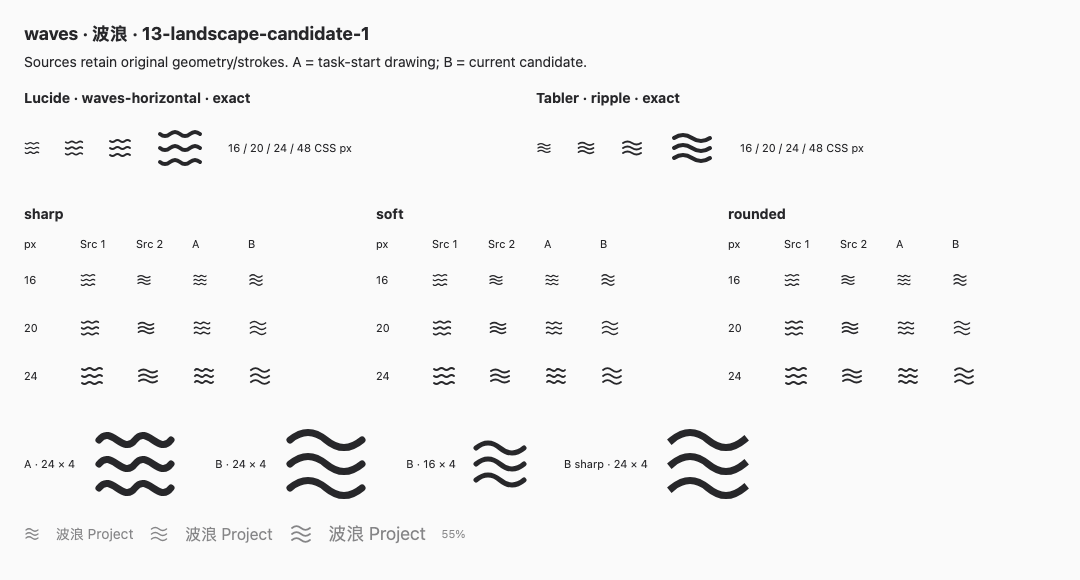 waves · 波浪 · 13-landscape-candidate-1
Sources retain original geometry/strokes. A = task-start drawing; B = current candidate.
Lucide · waves-horizontal · exact
Tabler · ripple · exact
16 / 20 / 24 / 48 CSS px
16 / 20 / 24 / 48 CSS px
sharp
soft
rounded
px Src 1 Src 2 A B
px Src 1 Src 2 A B
px Src 1 Src 2 A B
16
16
16
20
20
20
24
24
24
A · 24 × 4
B · 24 × 4
B · 16 × 4
B sharp · 24 × 4
波浪 Project
波浪 Project
波浪 Project
55%